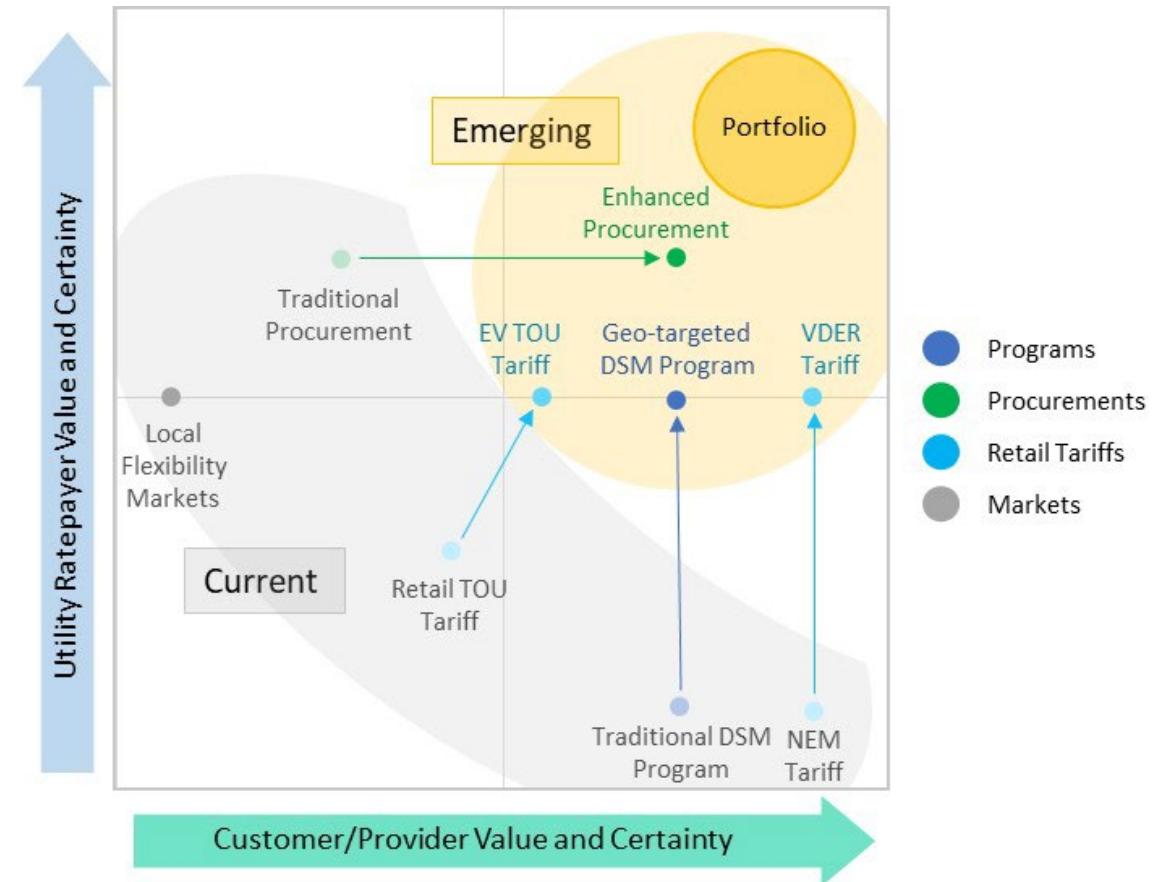 Utility Ratepayer Value and Certainty
Emerging
Portfolio
Enhanced
Procurement
Traditional
Procurement
EV TOU
Tariff
Geo-targeted
DSM Program
VDER
Tariff
Local
Flexibility
Markets
Current
Retail TOU
Tariff
Traditional DSM
Program
NEM
Tariff
Customer/Provider Value and Certainty
Programs
Procurements
Retail Tariffs
Markets